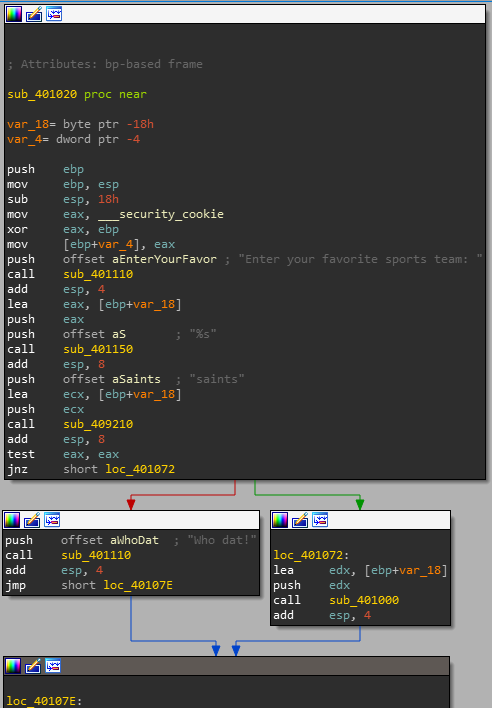 ; Attributes: bp-based frame
sub_401020 proc near
var_18= byte ptr -18h
var_4= dword ptr -4
push    ebp
mov     ebp, esp
sub     esp, 18h
mov     eax, ___security_cookie
xor     eax, ebp
mov     [ebp+var_4], eax
push    offset aEnterYourFavor ; "Enter your favorite sports team: "
call    sub_401110
add     esp, 4
lea     eax, [ebp+var_18]
push    eax
push    offset aS       ; "%s"
call    sub_401150
add     esp, 8
push    offset aSaints  ; "saints"
lea     ecx, [ebp+var_18]
push    ecx
call    sub_409210
add     esp, 8
test    eax, eax
jnz     short loc_401072
push    offset aWhoDat  ; "Who dat!"
call    sub_401110
add     esp, 4
jmp     short loc_40107E
loc_401072:
lea     edx, [ebp+var_18]
push    edx
call    sub_401000
add     esp, 4
loc_40107E: